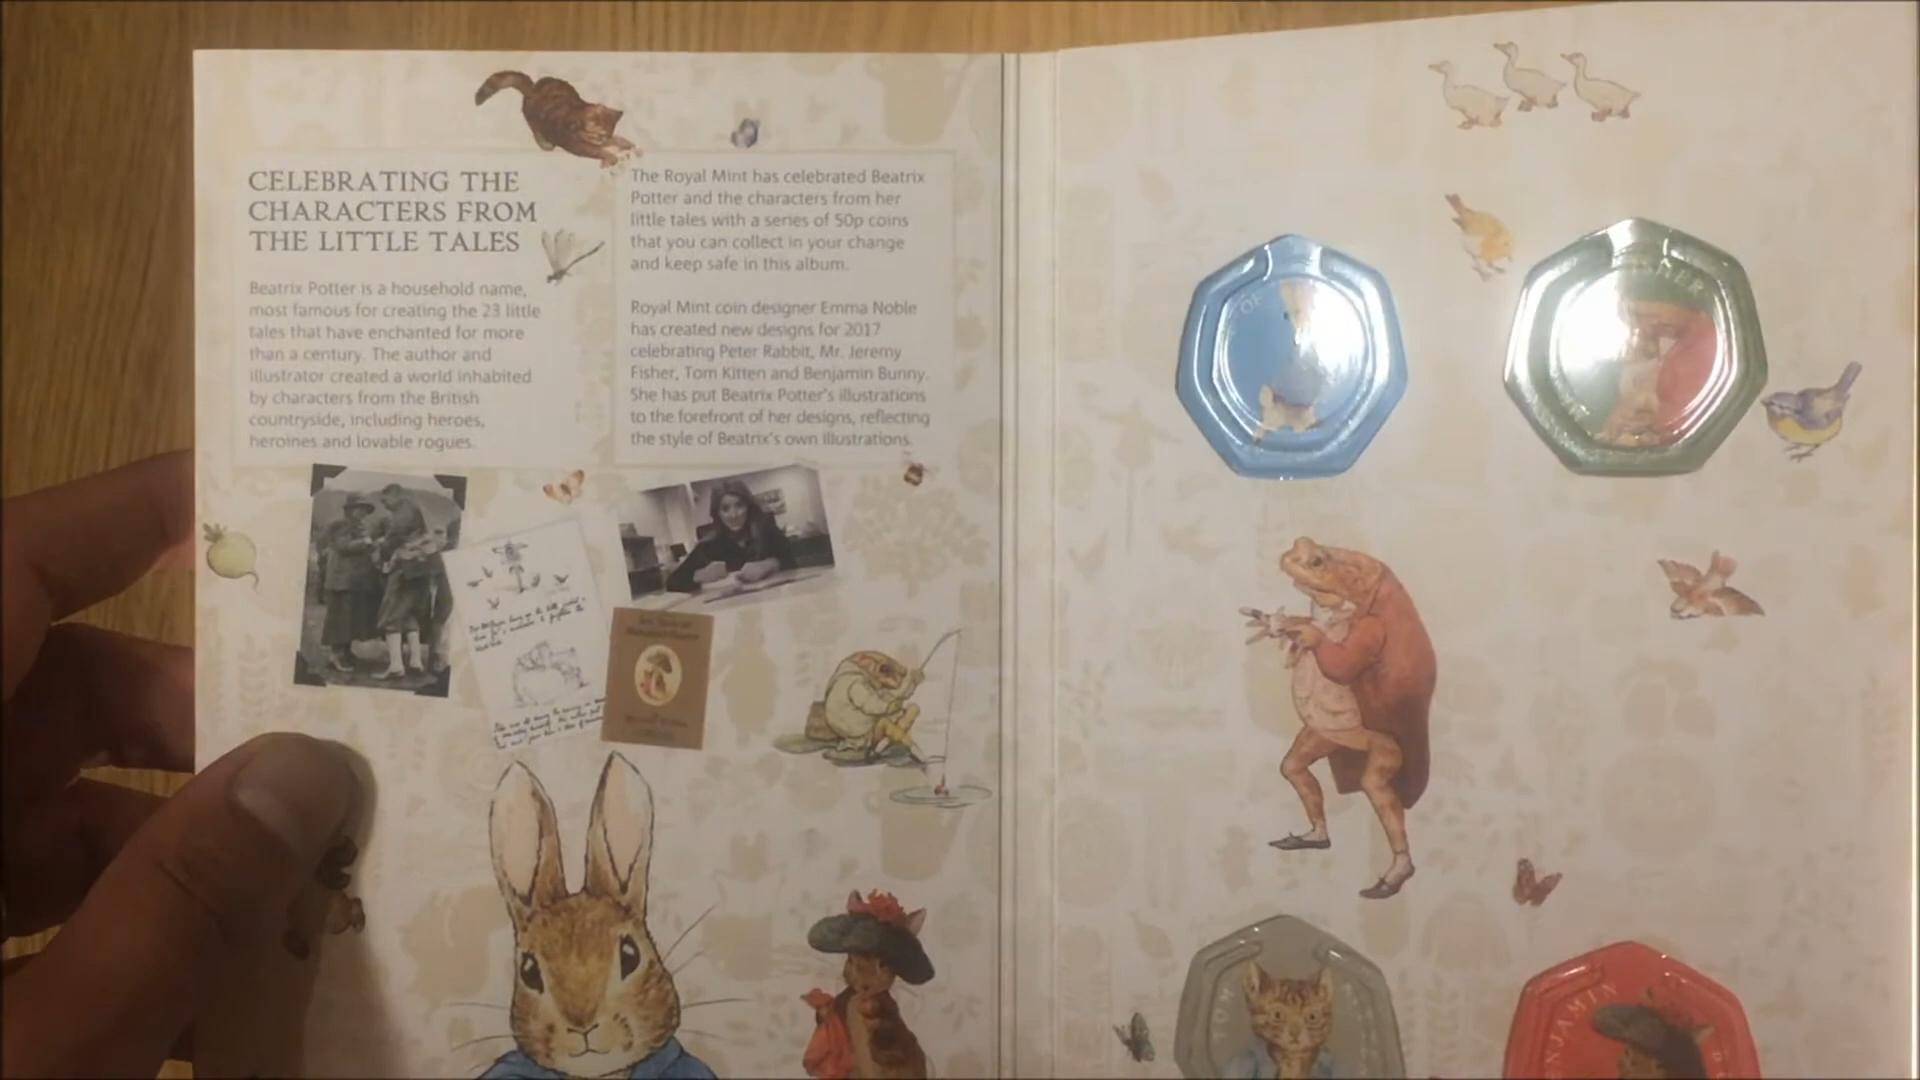 CELEBRATING THE
CHARACTERS FROM
THE LITTLE TALES
Beatrix Potter is a household name,
most famous for creating the 23 little
tales that have enchanted for more
than a century. The author and
illustrator created a world inhabited
by characters from the British
countryside, including heroes,
heroines and lovable rogues.
The Royal Mint has celebrated Beatrix
Potter and the characters from her
little tales with a series of 50p coins
that you can collect in your change
and keep safe in this album.
Royal Mint coin designer Emma Noble
has created new designs for 2017
celebrating Peter Rabbit, Mr. Jeremy
Fisher, Tom Kitten and Benjamin Bunny.
She has put Beatrix Potter's illustrations
to the forefront of her designs, reflecting
the style of Beatrix's own illustrations.
OF
TOM